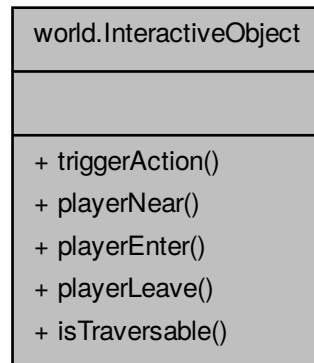 world.InteractiveObject
+ triggerAction()
+ playerNear()
+ playerEnter()
+ playerLeave()
+ isTraversable()